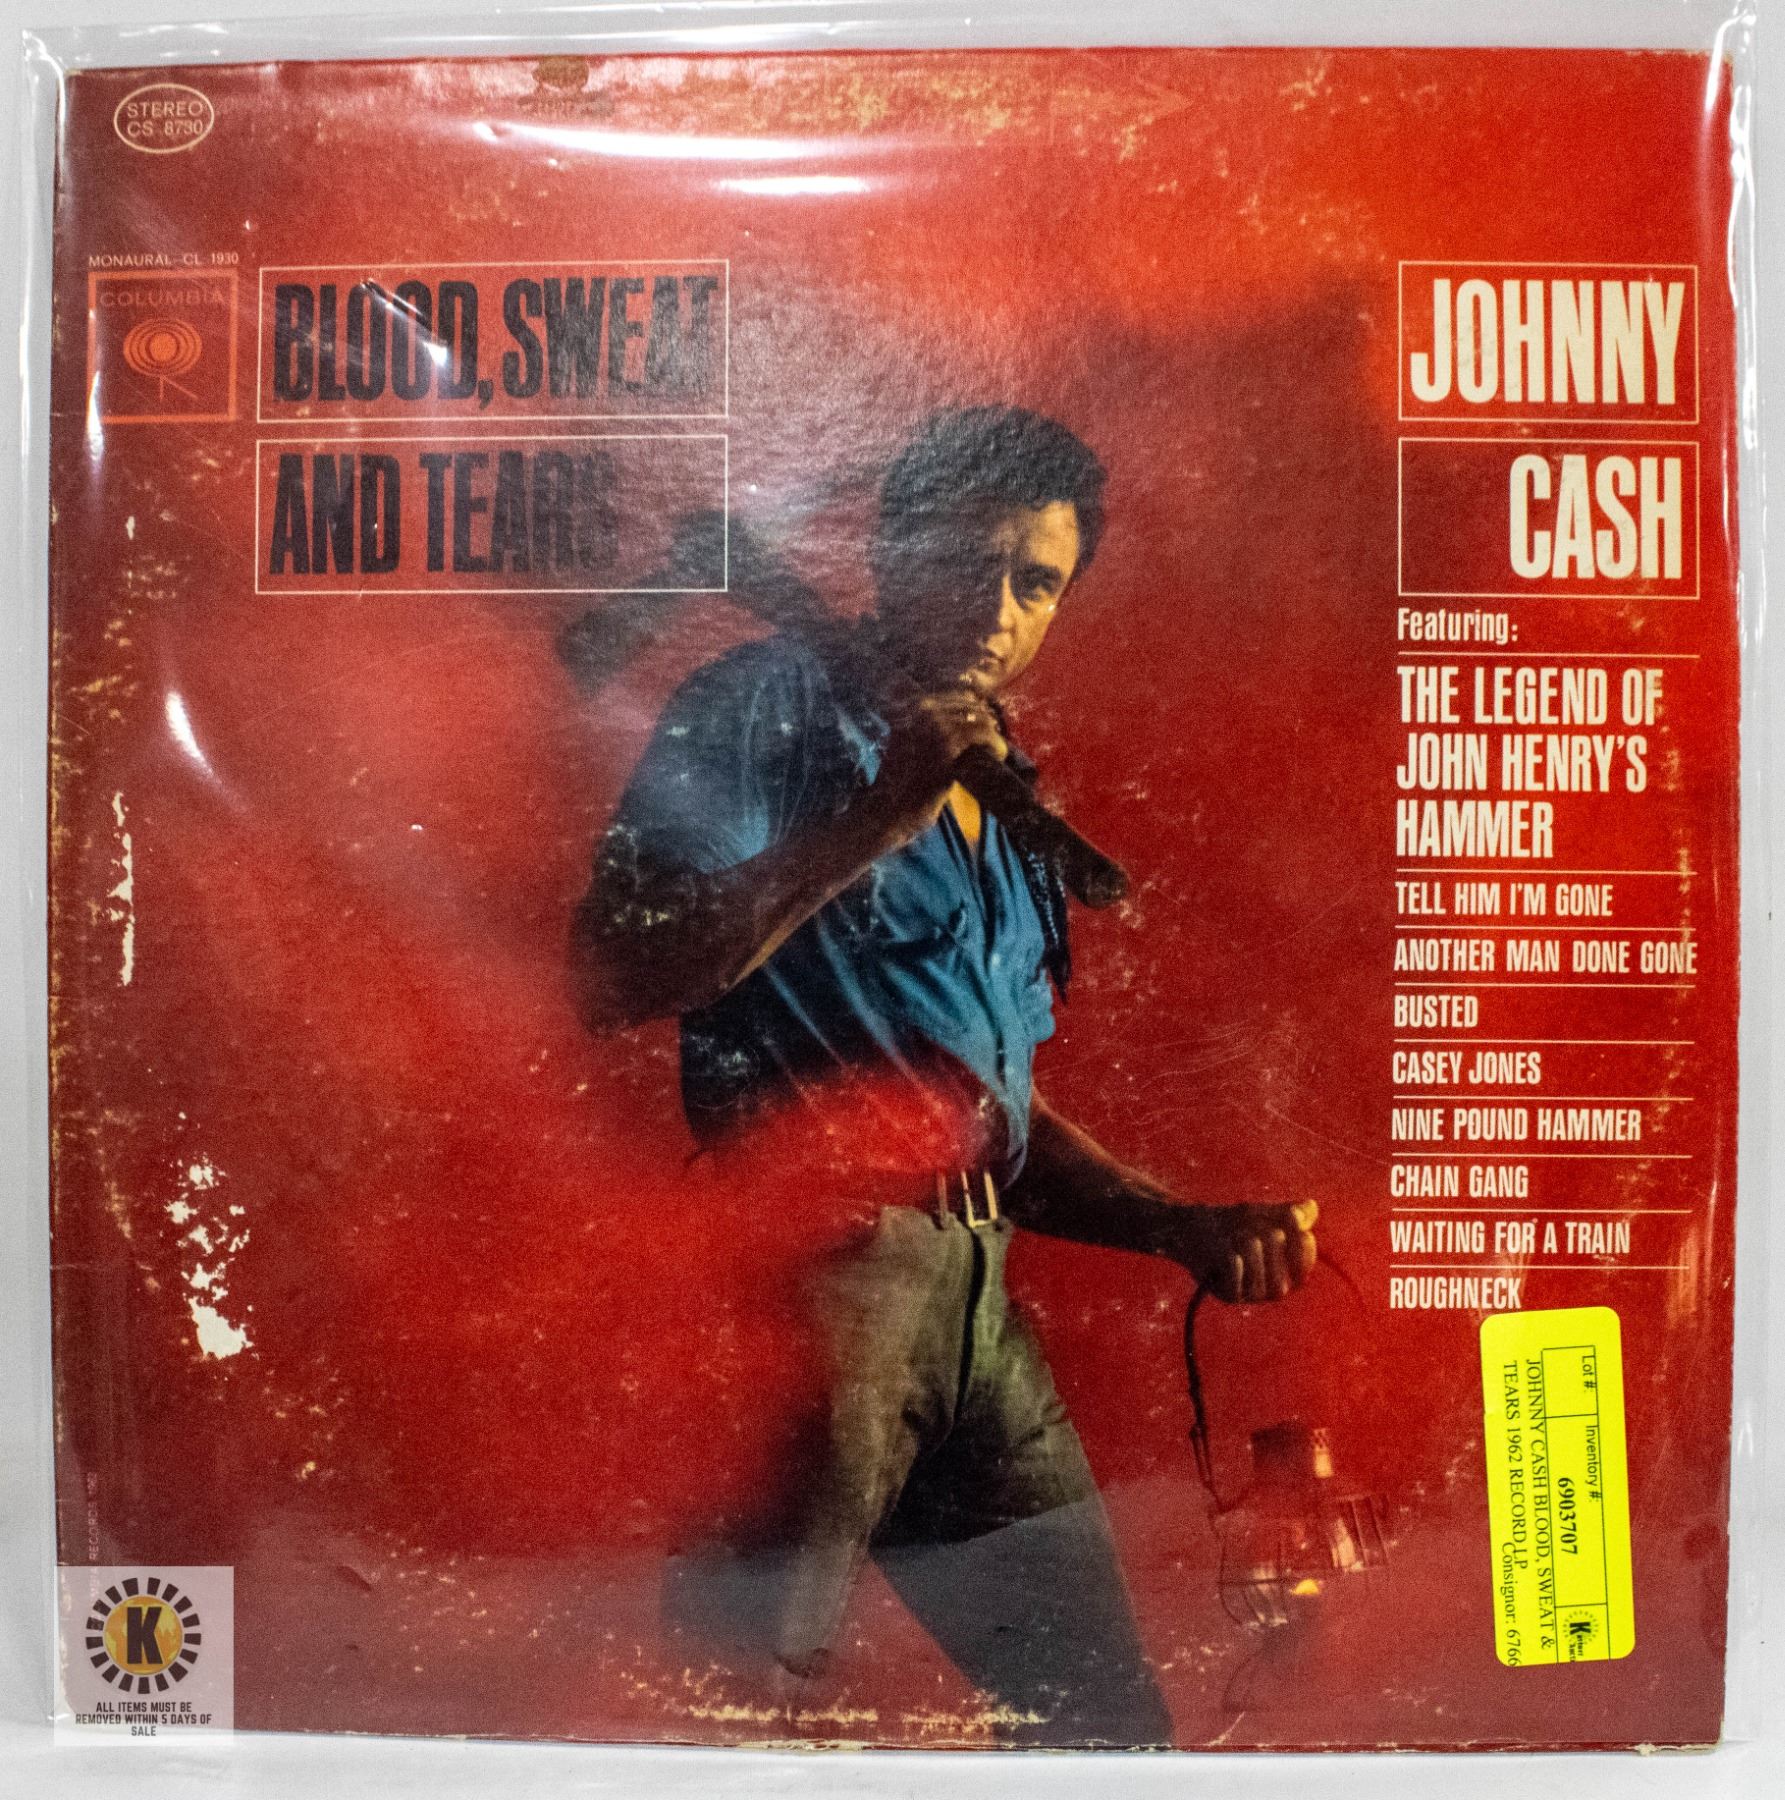 STEREO
CS 8730
MONAURAL-CL 1930
COLUMBIA
BLOOD, SWEAT
AND TEARS
JOHNNY
CASH
Featuring:
THE LEGEND OF
JOHN HENRY'S
HAMMER
TELL HIM I'M GONE
ANOTHER MAN DONE GONE
BUSTED
CASEY JONES
NINE POUND HAMMER
CHAIN GANG
WAITING FOR A TRAIN
ROUGHNECK
Lot #:
Inventory #:
6903707
JOHNNY CASH BLOOD, SWEAT &
TEARS 1962 RECORD LP
Consignor: 6766
RECORDS
K
ALL ITEMS MUST BE
REMOVED WITHIN 5 DAYS OF
SALE